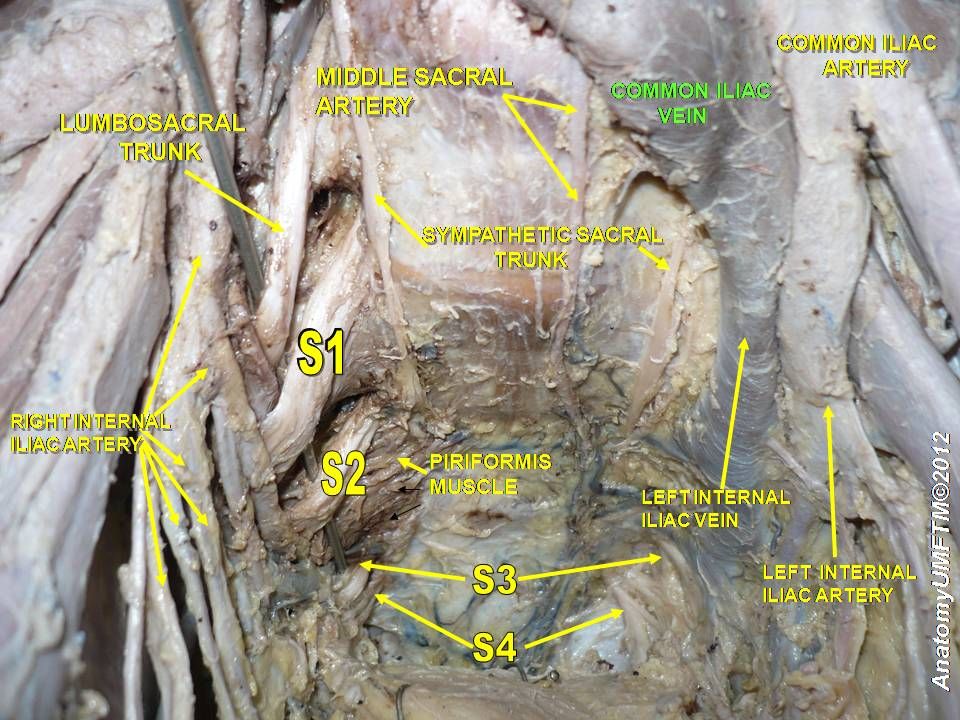 COMMON ILIAC
ARTERY
MIDDLE SACRAL
ARTERY
COMMON ILIAC
VEIN
LUMBOSACRAL
TRUNK
SYMPATHETIC SACRAL
TRUNK
S1
RIGHT INTERNAL
ILIAC ARTERY
S2
PIRIFORMIS
MUSCLE
LEFT INTERNAL
ILIAC VEIN
S3
LEFT INTERNAL
ILIAC ARTERY
S4
AnatomyUMFTM©2012